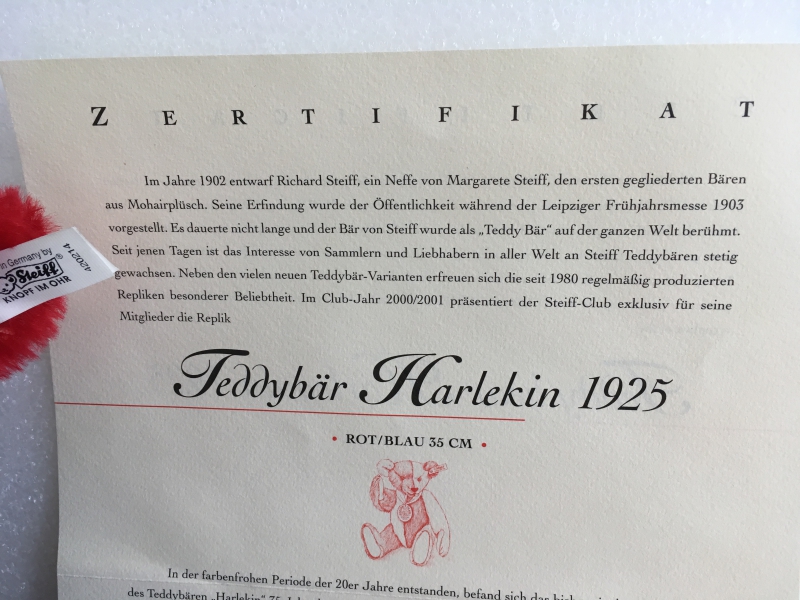 ZERTIFIKAT
Im Jahre 1902 entwarf Richard Steiff, ein Neffe von Margarete Steiff, den ersten gegliederten Bären
aus Mohairplüsch. Seine Erfindung wurde der Öffentlichkeit während der Leipziger Frühjahrsmesse 1903
vorgestellt. Es dauerte nicht lange und der Bär von Steiff wurde als „Teddy Bär" auf der ganzen Welt berühmt.
Seit jenen Tagen ist das Interesse von Sammlern und Liebhabern in aller Welt an Steiff Teddybären stetig
gewachsen. Neben den vielen neuen Teddybär-Varianten erfreuen sich die seit 1980 regelmäßig produzierten
Repliken besonderer Beliebtheit. Im Club-Jahr 2000/2001 präsentiert der Steiff-Club exklusiv für seine
Mitglieder die Replik
Teddybär Harlekin 1925
• ROT/BLAU 35 CM •
In der farbenfrohen Periode der 20er Jahre entstanden, befand sich das
des Teddybären „Harlekin" 75
in Germany by
Steiff®
KNOPF IM OHR
420214